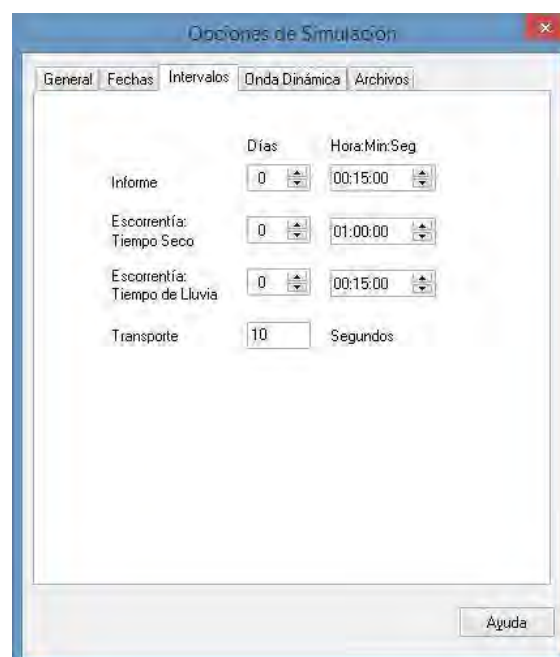 Opciones de Simulación
General Fechas Intervalos Onda Dinámica Archivos
Días Hora:Min:Seg
Informe 0 00:15:00
Escorrentía:
Tiempo Seco 0 01:00:00
Escorrentía:
Tiempo de Lluvia 0 00:15:00
Transporte 10 Segundos
Ayuda